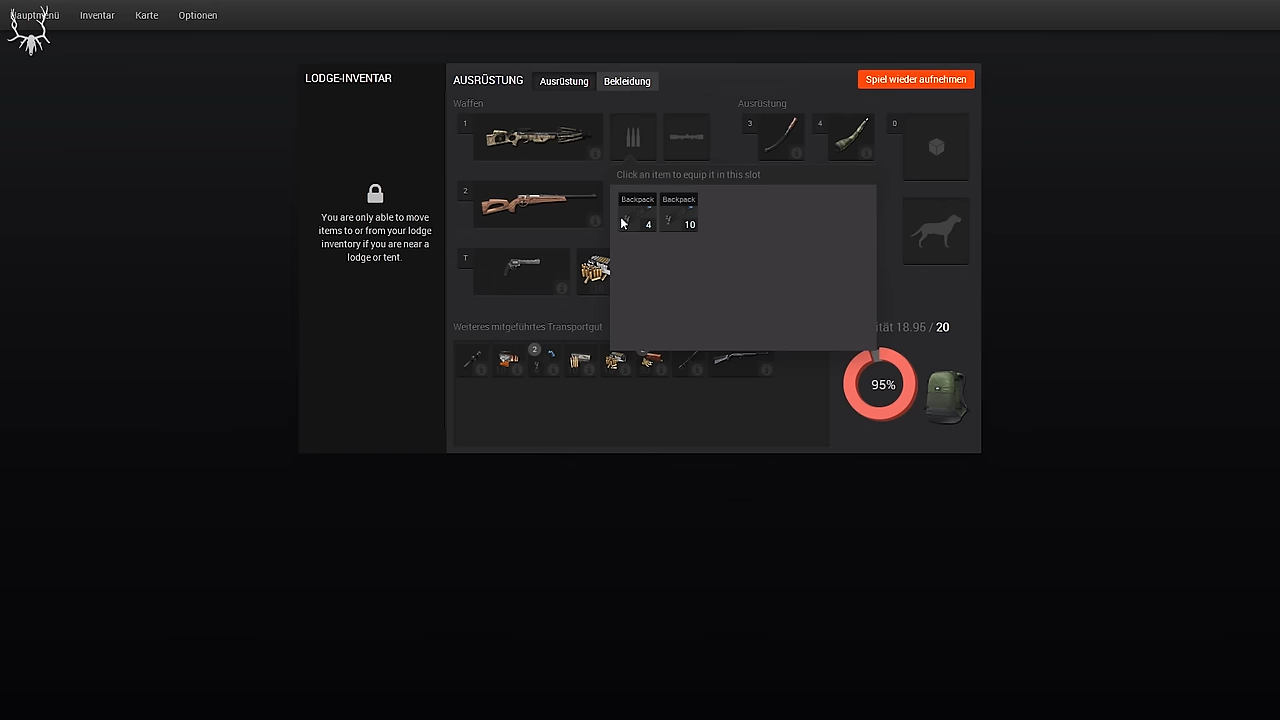 Hauptmenü Inventar Karte Optionen
LODGE-INVENTAR
AUSRÜSTUNG Ausrüstung Bekleidung Spiel wieder aufnehmen
Waffen Ausrüstung
1 3 4 0
Click an item to equip it in this slot
2
Backpack Backpack
4 10
You are only able to move
items to or from your lodge
inventory if you are near a
lodge or tent.
T
Weiteres mitgeführtes Transportgut
ität 18.95 / 20
2
95%